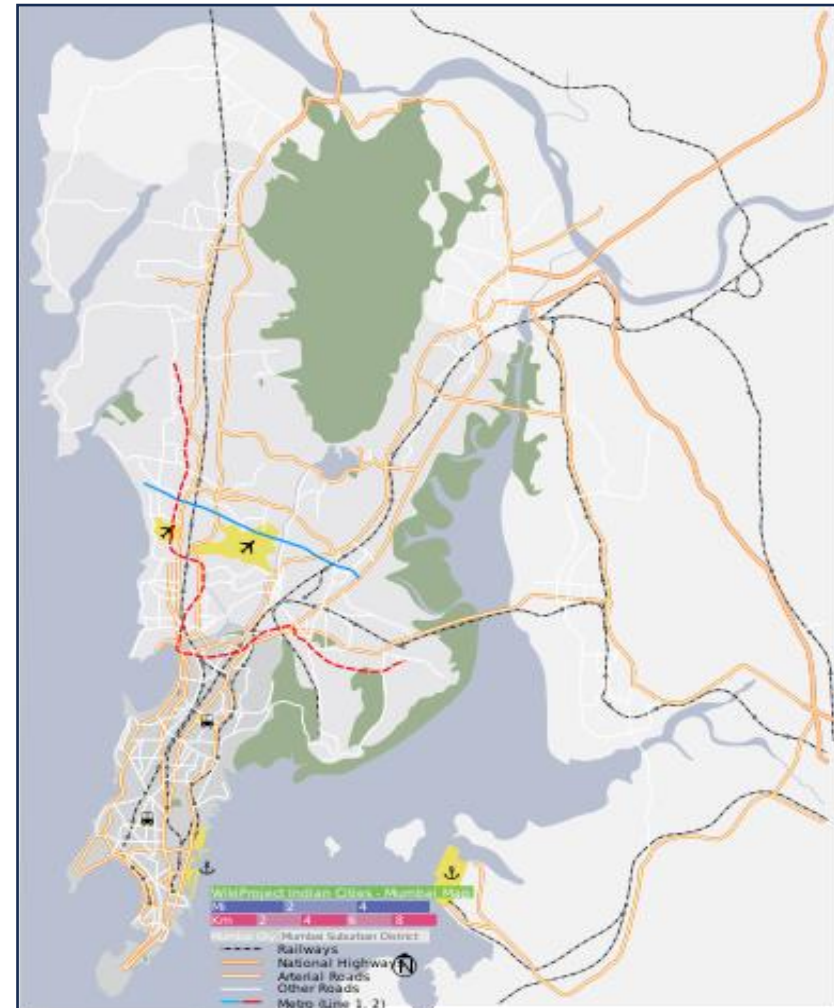 WikiProject Indian Cities - Mumbai Map
Mi 2 4
Km 2 4 6 8
Mumbai City Mumbai Suburban District
Railways
National Highways
N
Arterial Roads
Other Roads
Metro (Line 1, 2)